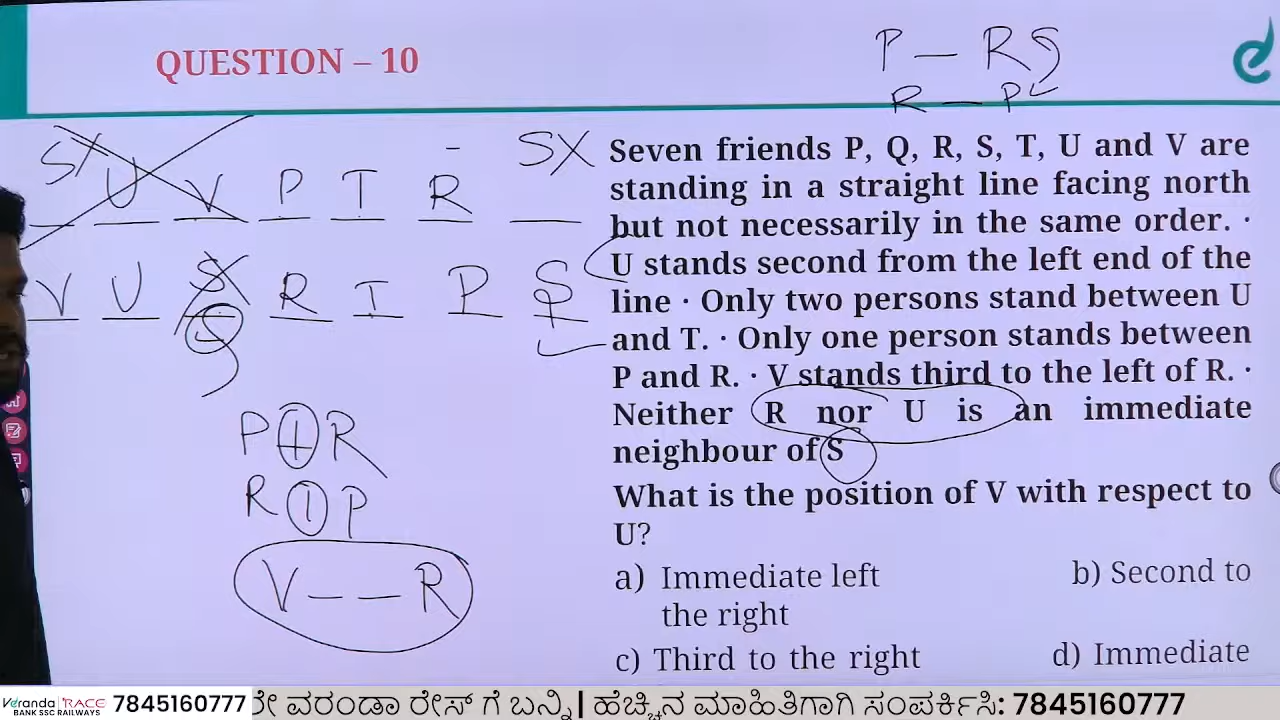 QUESTION – 10
P — R
R — P
SX
U V P T R
SX
V U S R T P S
Q
P 1 R
R 1 P
V – – R
Seven friends P, Q, R, S, T, U and V are
standing in a straight line facing north
but not necessarily in the same order. ·
U stands second from the left end of the
line · Only two persons stand between U
and T. · Only one person stands between
P and R. · V stands third to the left of R. ·
Neither R nor U is an immediate
neighbour of S
What is the position of V with respect to
U?
a) Immediate left b) Second to
the right
c) Third to the right d) Immediate
Veranda RACE
BANK SSC RAILWAYS
7845160777 ರೇ ವರಂಡಾ ರೇಸ್ ಗೆ ಬನ್ನಿ | ಹೆಚ್ಚಿನ ಮಾಹಿತಿಗಾಗಿ ಸಂಪರ್ಕಿಸಿ: 7845160777